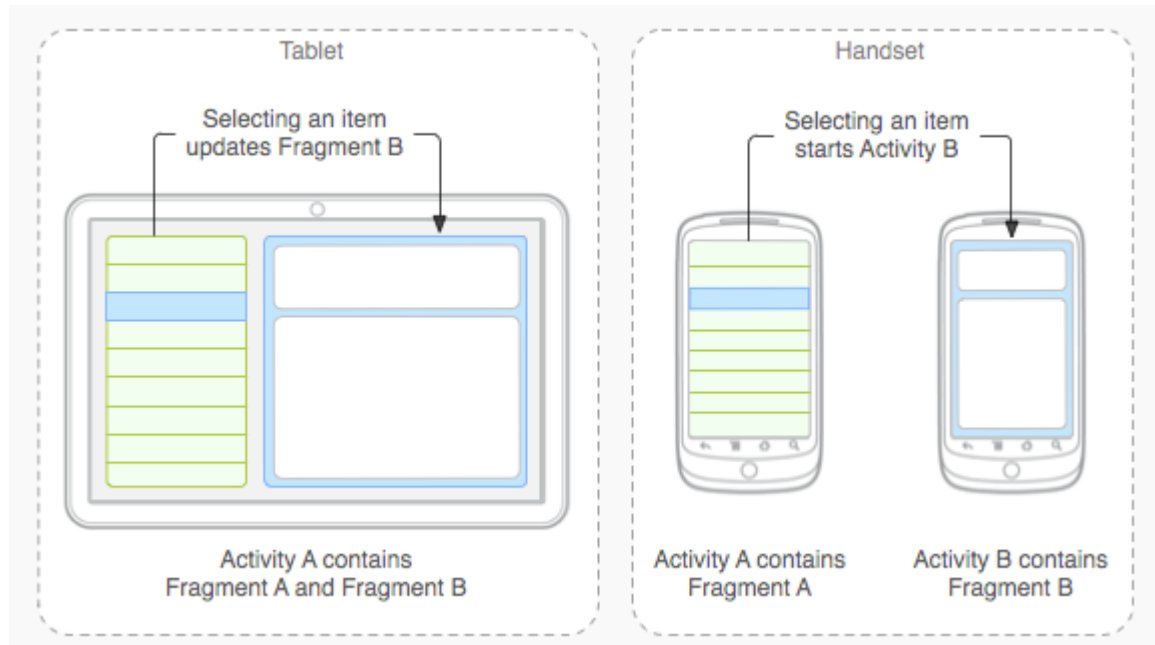 Tablet
Selecting an item
updates Fragment B
Activity A contains
Fragment A and Fragment B
Handset
Selecting an item
starts Activity B
Activity A contains
Fragment A
Activity B contains
Fragment B